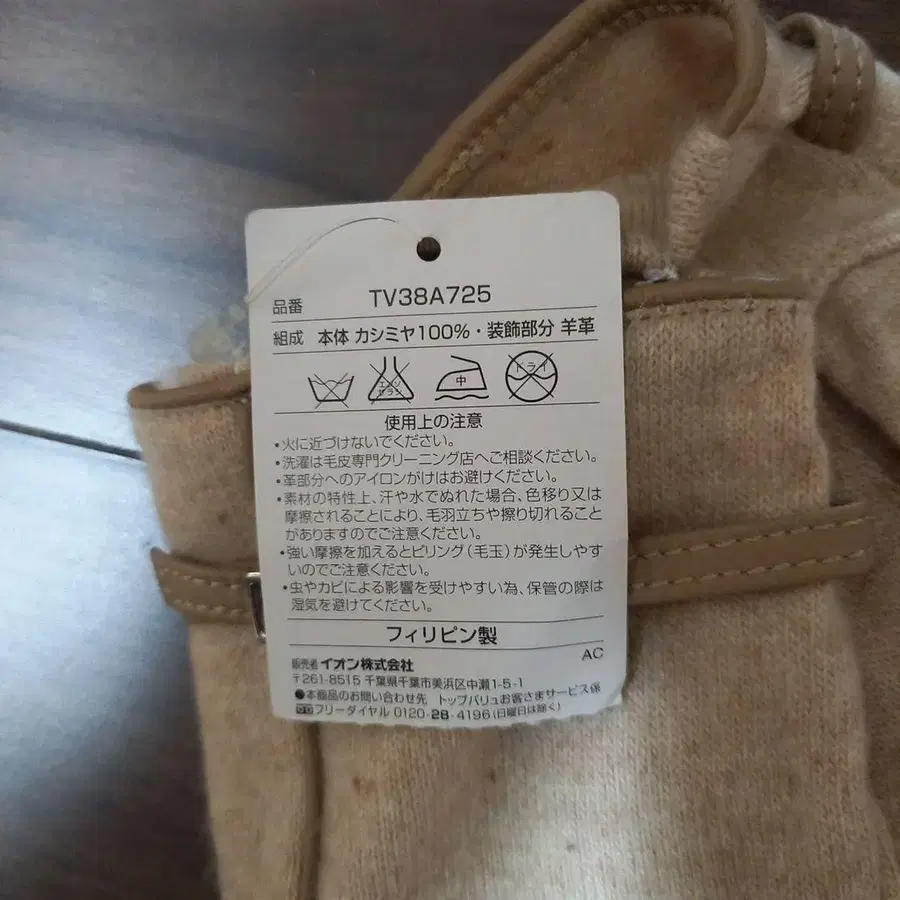 品番 TV38A725
組成 本体 カシミヤ100%・装飾部分 羊革
エンソ
セラシ
中
ドライ
使用上の注意
・火に近づけないでください。
・洗濯は毛皮専門クリーニング店へご相談ください。
・革部分へのアイロンがけはお避けください。
・素材の特性上、汗や水でぬれた場合、色移り又は
摩擦されることにより、毛羽立ちや擦り切れること
がありますのでご注意ください。
・強い摩擦を加えるとピリング(毛玉)が発生しやす
いのでご注意ください。
・虫やカビによる影響を受けやすい為、保管の際は
湿気を避けてください。
フィリピン製
AC
販売者 イオン株式会社
〒261-8515 千葉県千葉市美浜区中瀬1-5-1
●本商品のお問い合わせ先 トップバリュお客さまサービス係
フリーダイヤル 0120-28-4196(日曜日は除く)